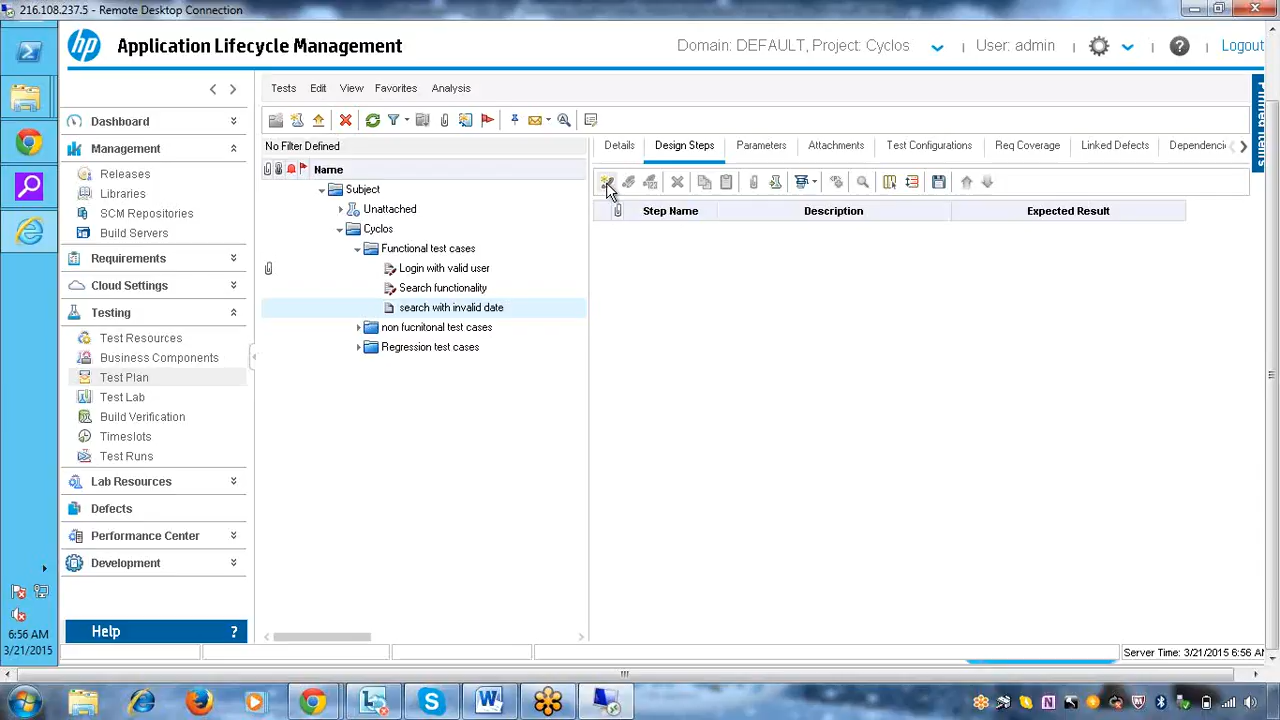 216.108.237.5 - Remote Desktop Connection
hp
Application Lifecycle Management
Domain: DEFAULT, Project: Cyclos
User: admin
Logout
Dashboard
Management
Releases
Libraries
SCM Repositories
Build Servers
Requirements
Cloud Settings
Testing
Test Resources
Business Components
Test Plan
Test Lab
Build Verification
Timeslots
Test Runs
Lab Resources
Defects
Performance Center
Development
Help ?
Tests Edit View Favorites Analysis
No Filter Defined
Name
Subject
Unattached
Cyclos
Functional test cases
Login with valid user
Search functionality
search with invalid date
non fucnitonal test cases
Regression test cases
Details Design Steps Parameters Attachments Test Configurations Req Coverage Linked Defects Dependenci
Step Name Description Expected Result
Server Time: 3/21/2015 6:56 AM
6:56 AM
3/21/2015